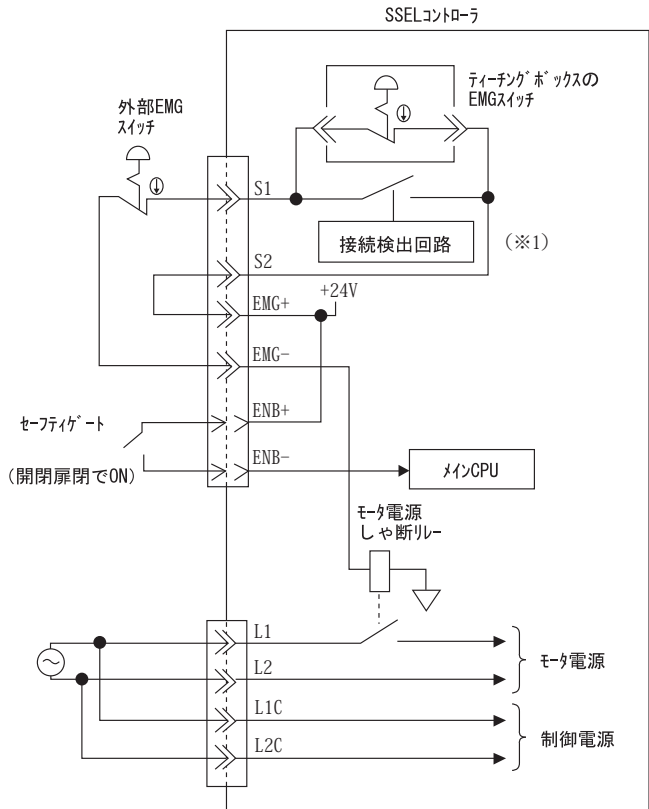 SSELコントローラ
ティーチングボックスの
EMGスイッチ
外部EMG
スイッチ
S1
接続検出回路
(※1)
S2
+24V
EMG+
EMG-
セーフティゲート
ENB+
(開閉扉閉でON)
ENB-
メインCPU
モータ電源
しゃ断リレー
L1
L2
モータ電源
L1C
L2C
制御電源